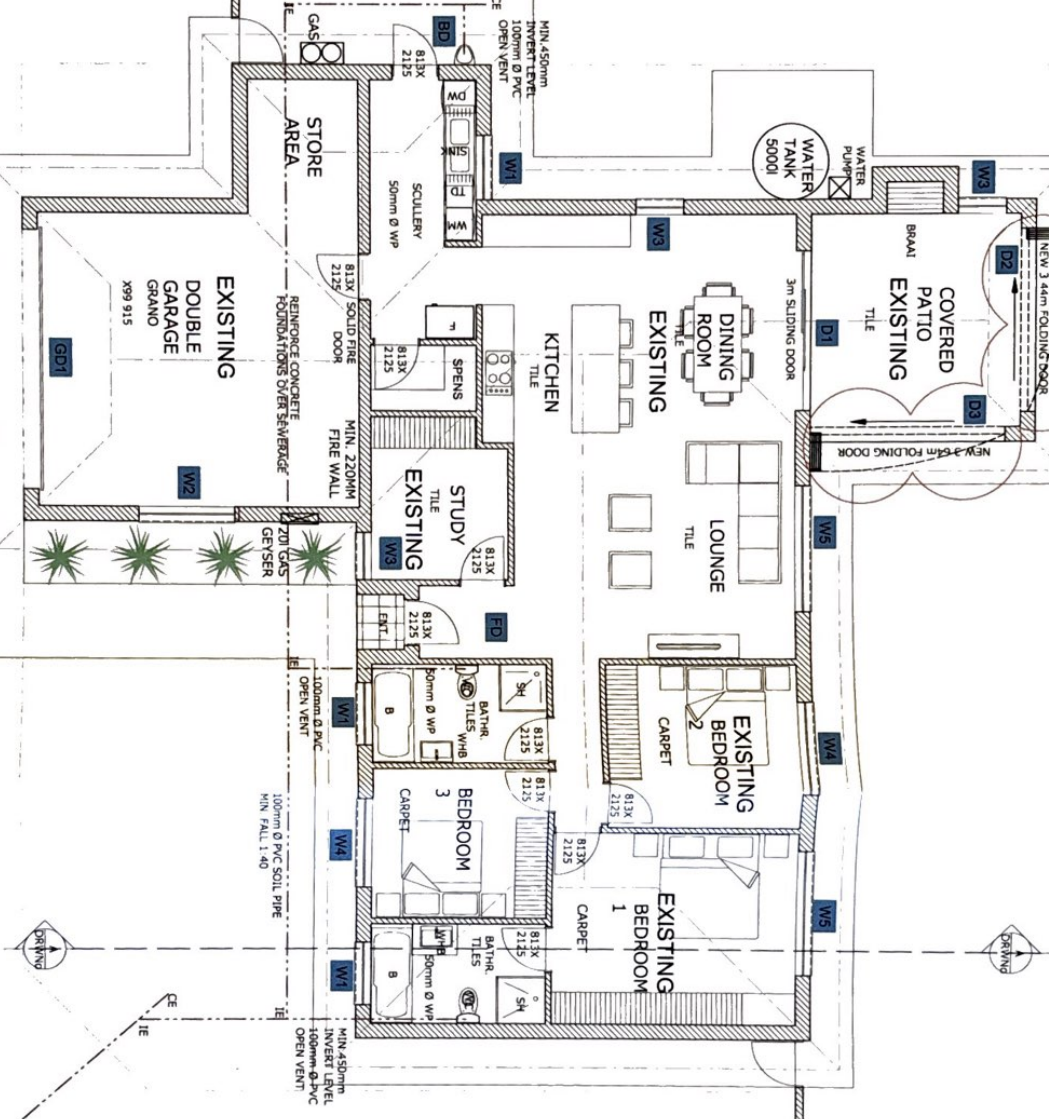 CE
IE
GAS
BD
MIN.450mm
INVERT LEVEL
100mm Ø PVC
OPEN VENT
813X
2125
DW
SINK
TD
WM
W1
SCULLERY
50mm Ø WP
STORE
AREA
WATER
TANK
5000l
WATER
PUMP
W3
W3
BRAAI
COVERED
PATIO
EXISTING
TILE
D2
NEW 3 44m FOLDING DOOR
D1
3m SLIDING DOOR
D3
NEW 3 64m FOLDING DOOR
DINING
ROOM
TILE
EXISTING
KITCHEN
TILE
813X
2125
SOLID FIRE
DOOR
F
813X
2125
SPENS
EXISTING
DOUBLE
GARAGE
GRANO
X99 915
GD1
REINFORCE CONCRETE
FOUNDATIONS OVER SEWERAGE
MIN. 220MM
FIRE WALL
W2
STUDY
TILE
EXISTING
W3
813X
2125
LOUNGE
TILE
W5
20l GAS
GEYSER
ENT.
813X
2125
FD
IE
100mm Ø PVC
OPEN VENT
W1
B
50mm Ø WP
WC
BATHR.
TILES
WHB
SH
813X
2125
EXISTING
BEDROOM
2
CARPET
W4
813X
2125
813X
2125
BEDROOM
3
CARPET
W4
100mm Ø PVC SOIL PIPE
MIN FALL 1:40
813X
2125
EXISTING
BEDROOM
1
CARPET
W5
813X
2125
BATHR.
TILES
WHB
50mm Ø WP
B
SH
W1
DRWNG
DRWNG
CE
IE
IE
MIN.450mm
INVERT LEVEL
100mm Ø PVC
OPEN VENT